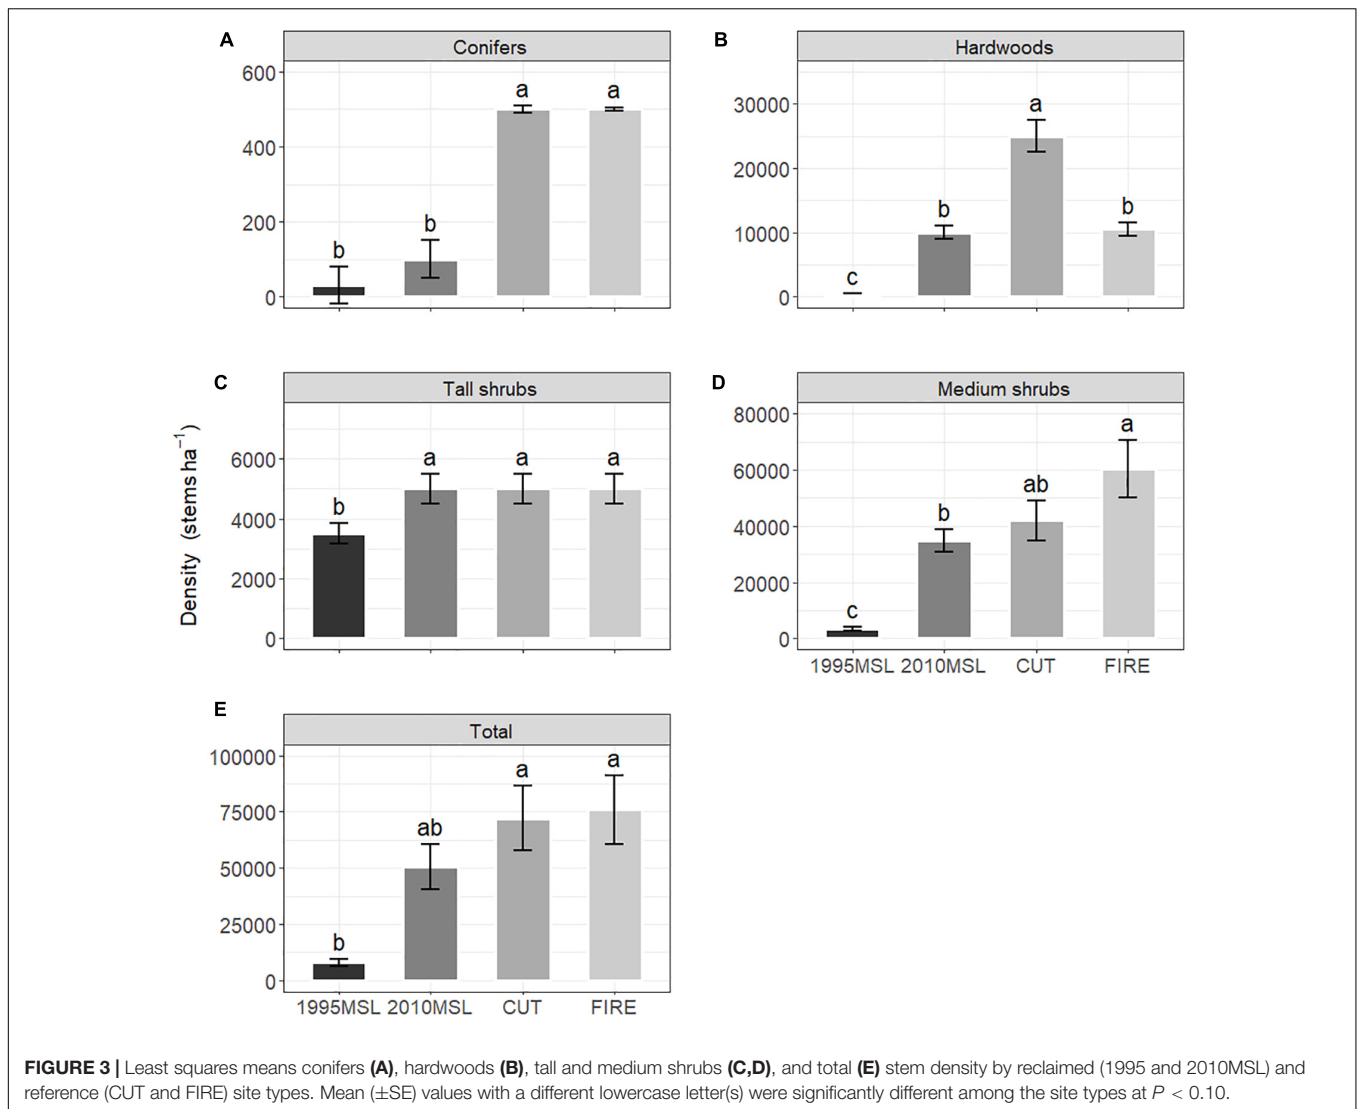 A
Conifers
600
400
200
0
b
b
a
a
B
Hardwoods
30000
20000
10000
0
c
b
a
b
C
Tall shrubs
6000
4000
2000
0
b
a
a
a
Density (stems ha⁻¹)
D
Medium shrubs
80000
60000
40000
20000
0
c
b
ab
a
1995MSL 2010MSL CUT FIRE
E
Total
100000
75000
50000
25000
0
b
ab
a
a
1995MSL 2010MSL CUT FIRE
FIGURE 3 | Least squares means conifers (A), hardwoods (B), tall and medium shrubs (C,D), and total (E) stem density by reclaimed (1995 and 2010MSL) and
reference (CUT and FIRE) site types. Mean (±SE) values with a different lowercase letter(s) were significantly different among the site types at P < 0.10.